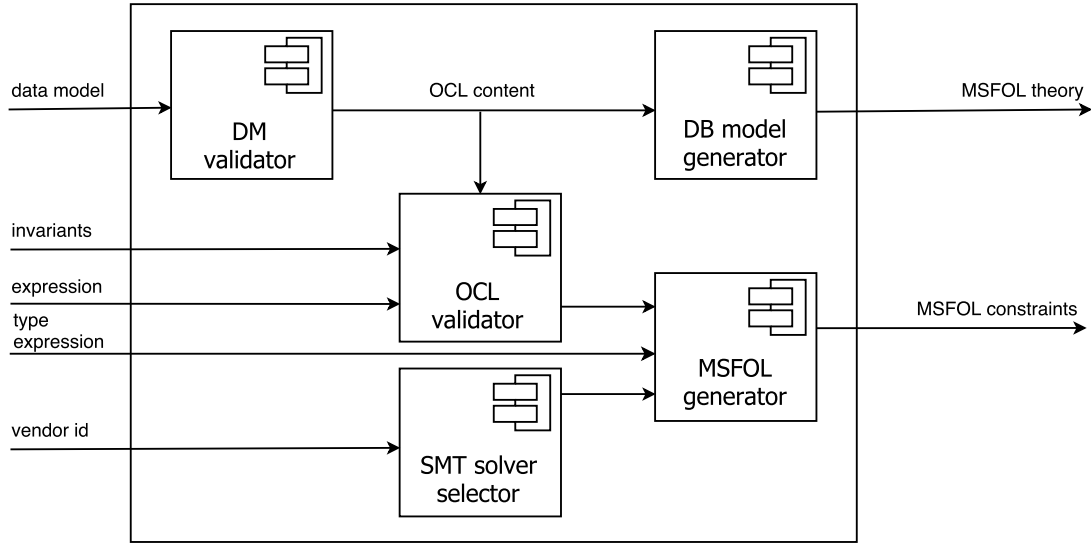 data model
OCL content
MSFOL theory
DM
validator
DB model
generator
invariants
expression
OCL
validator
type
expression
MSFOL constraints
MSFOL
generator
vendor id
SMT solver
selector